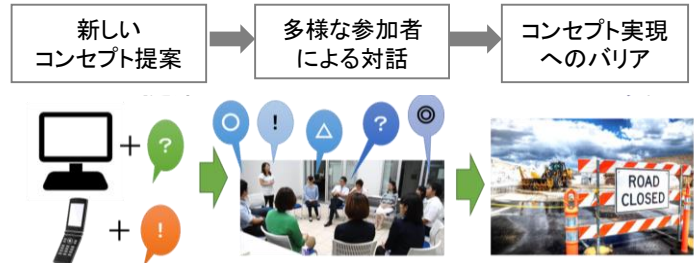 新しい
コンセプト提案
多様な参加者
による対話
コンセプト実現
へのバリア
+ ?
+ !
○
!
△
?
◎
ROAD
CLOSED